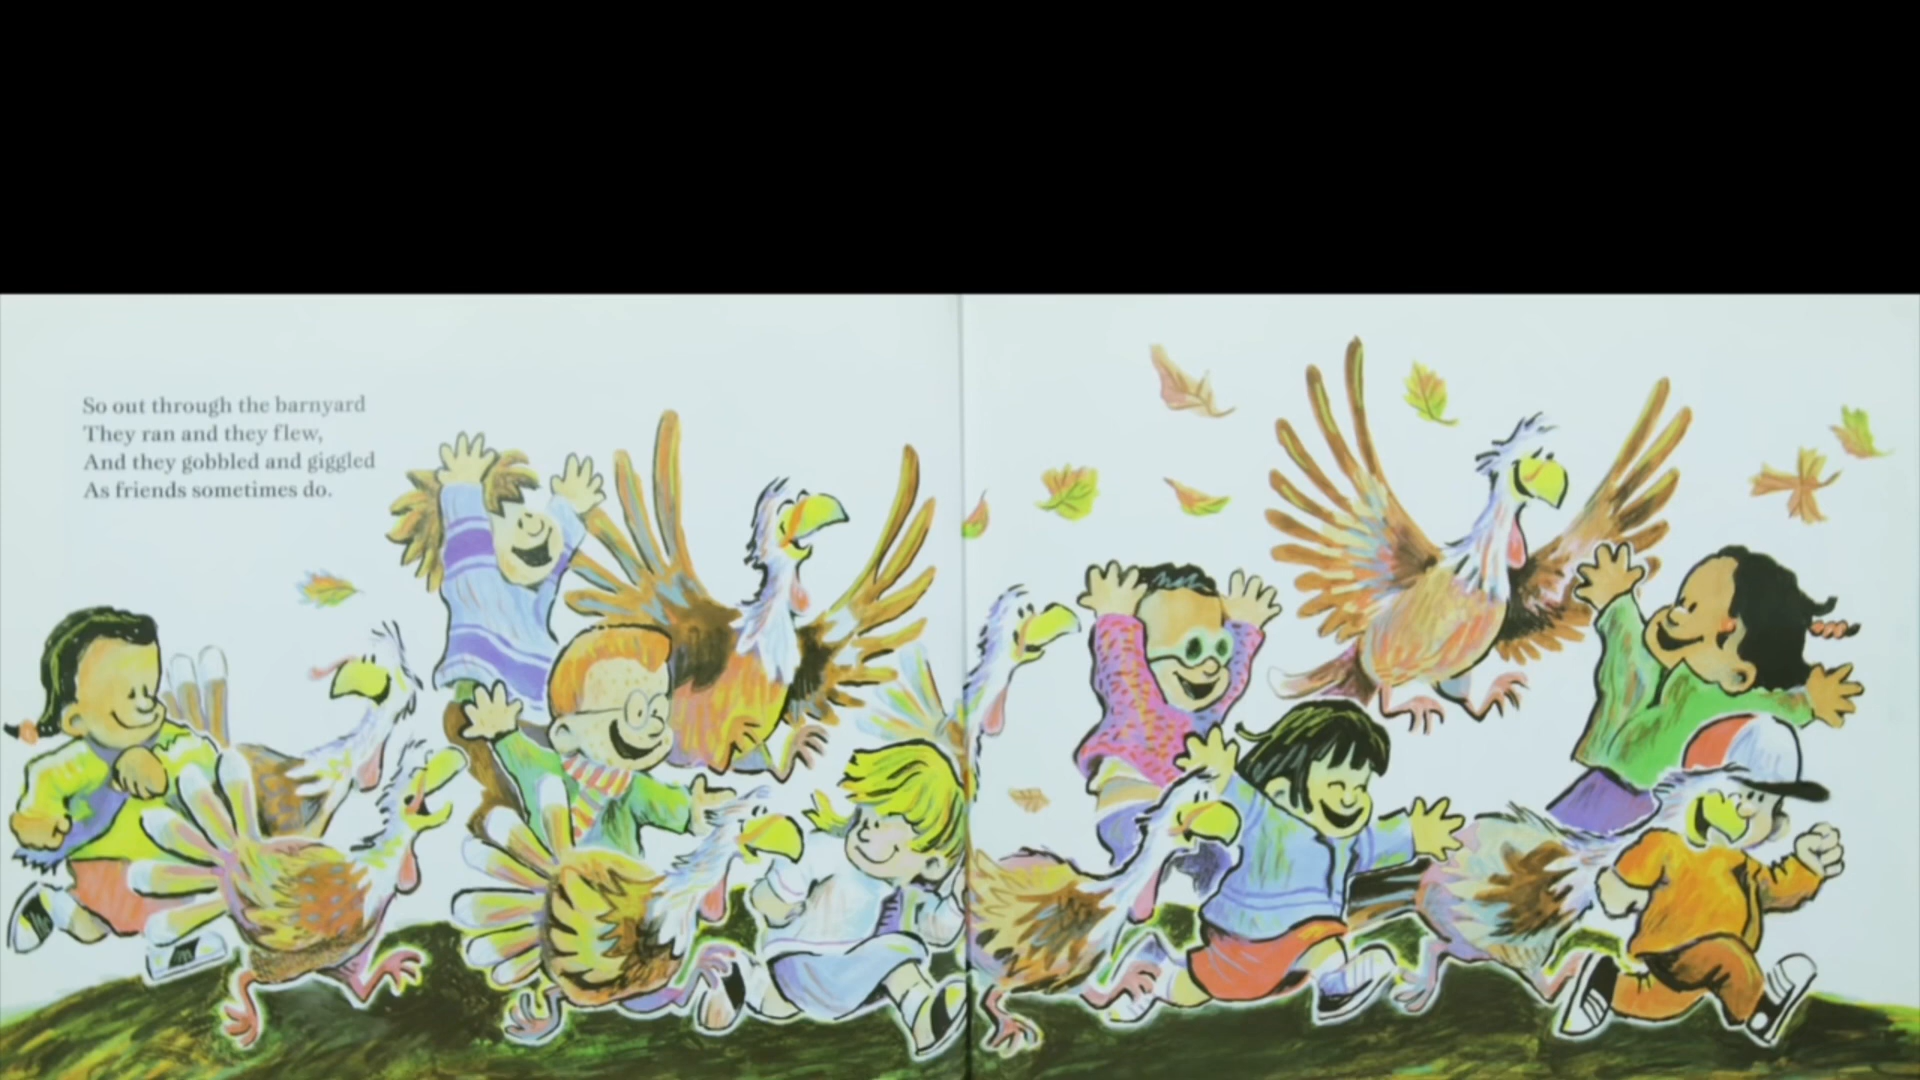 So out through the barnyard
They ran and they flew,
And they gobbled and giggled
As friends sometimes do.